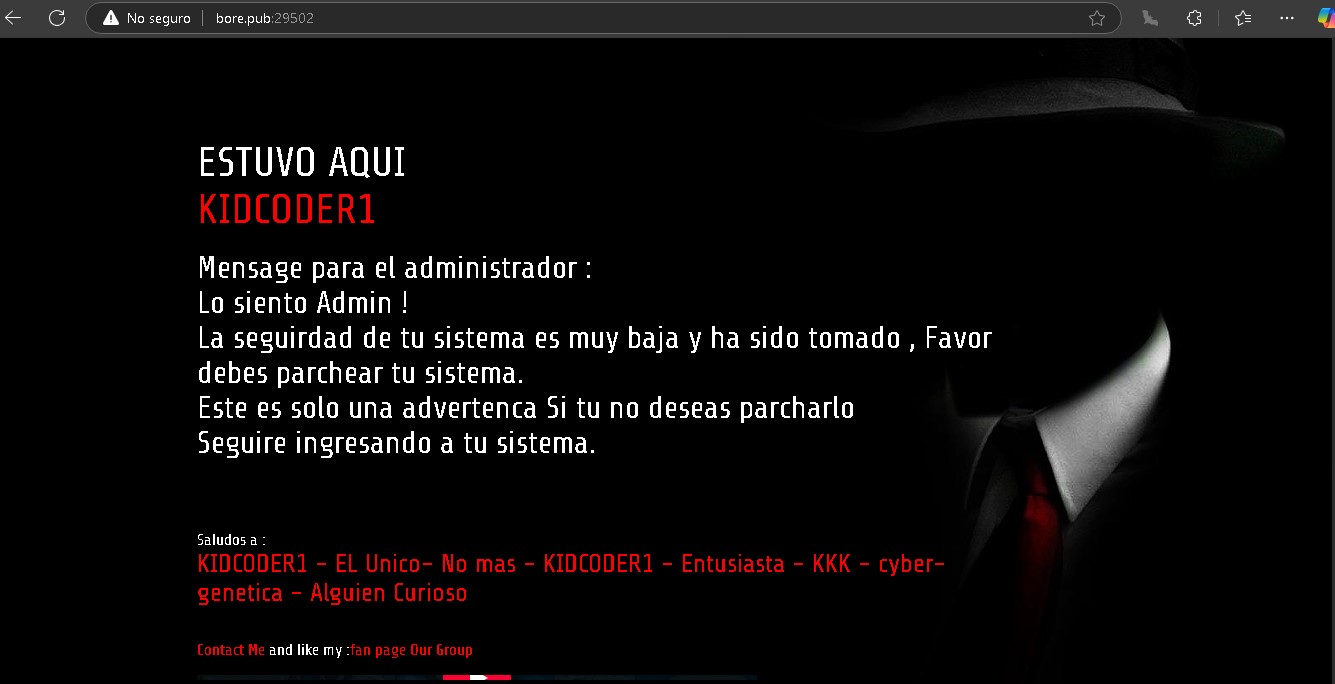 No seguro
bore.pub:29502
ESTUVO AQUI
KIDCODER1
Mensage para el administrador :
Lo siento Admin !
La seguirdad de tu sistema es muy baja y ha sido tomado , Favor
debes parchear tu sistema.
Este es solo una advertenca Si tu no deseas parcharlo
Seguire ingresando a tu sistema.
Saludos a :
KIDCODER1 - EL Unico- No mas - KIDCODER1 - Entusiasta - KKK - cyber-
genetica - Alguien Curioso
Contact Me and like my :fan page Our Group